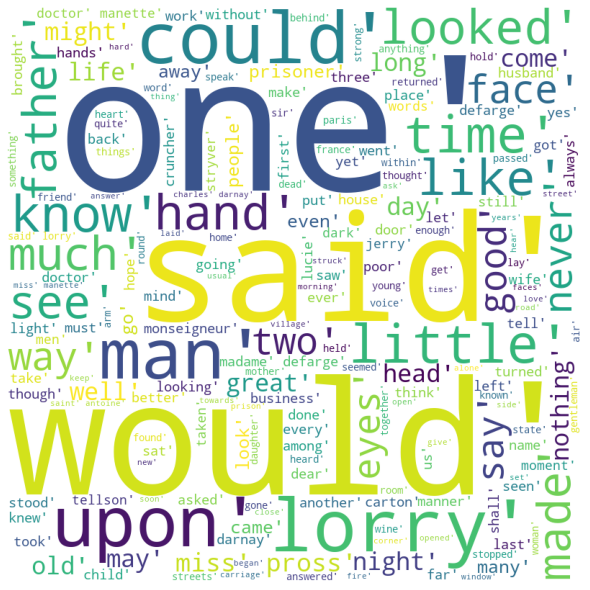 doctor' manette' work' without' behind'
brought' might' could' looked'
hands' hard' strong' anything'
father' life' away' speak' prisoner' three' long' come' hold' husband'
word' thing' make' returned'
something' heart' quite' one' face'
back' things' cruncher' sir' paris' words' place' defarge' yes'
stryver' people' first' france' went' within' time' got' always'
yet' passed'
friend' answer' charles' darnay' dead' thought' ask' like' street'
know' hand' put' house' day' still'
said' lorry' round' laid' home' even' dark' door' let' years'
much' hope' going' lucie' saw' jerry' enough' hear' never'
doctor' struck' usual' morning' poor' get' lay' good' wife' faces' love'
miss' manette' mind' ever' young' times' road'
see' go' said' voice' tell' air'
light' must' arm' monseigneur' village' held' little'
way' men' man' two' madame' defarge' seemed' turned'
take' keep' well' looking' great' mother' head' left' alone' gentleman'
though' better' business' think' known' nothing'
saint' antoine' towards' prison' taken' done' every' open' together' side'
found' sat' look' daughter' among' eyes' us' give' name' say' state'
new' would' heard' dear' room' moment' set' seen'
stood' tellson' soon' asked' gone' close' another' carton' manner' shall' made'
knew' upon' came' wine' lorry' last' stopped' woman'
took' may' darnay' corner' opened'
old' child' miss' pross' night' far' many'
streets' began' carriage' answered' fire' window'